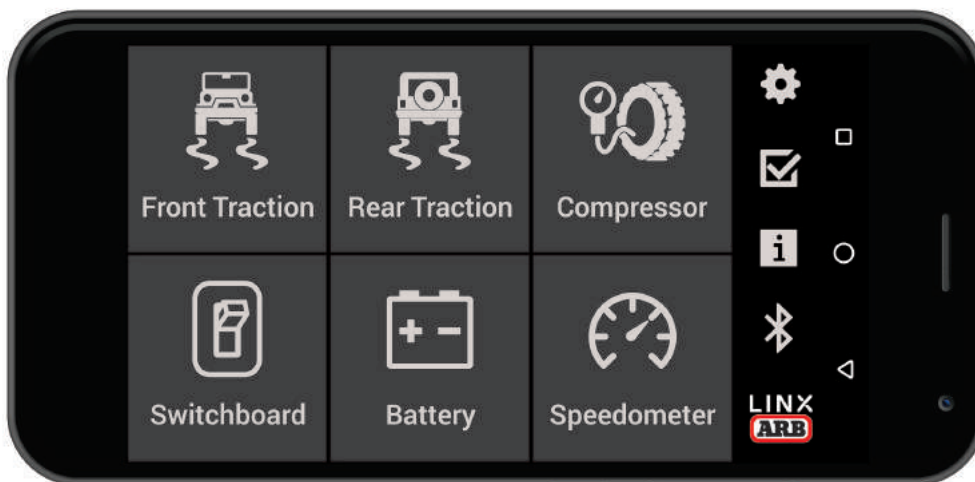 Front Traction
Rear Traction
Compressor
Switchboard
Battery
Speedometer
LINX
ARB